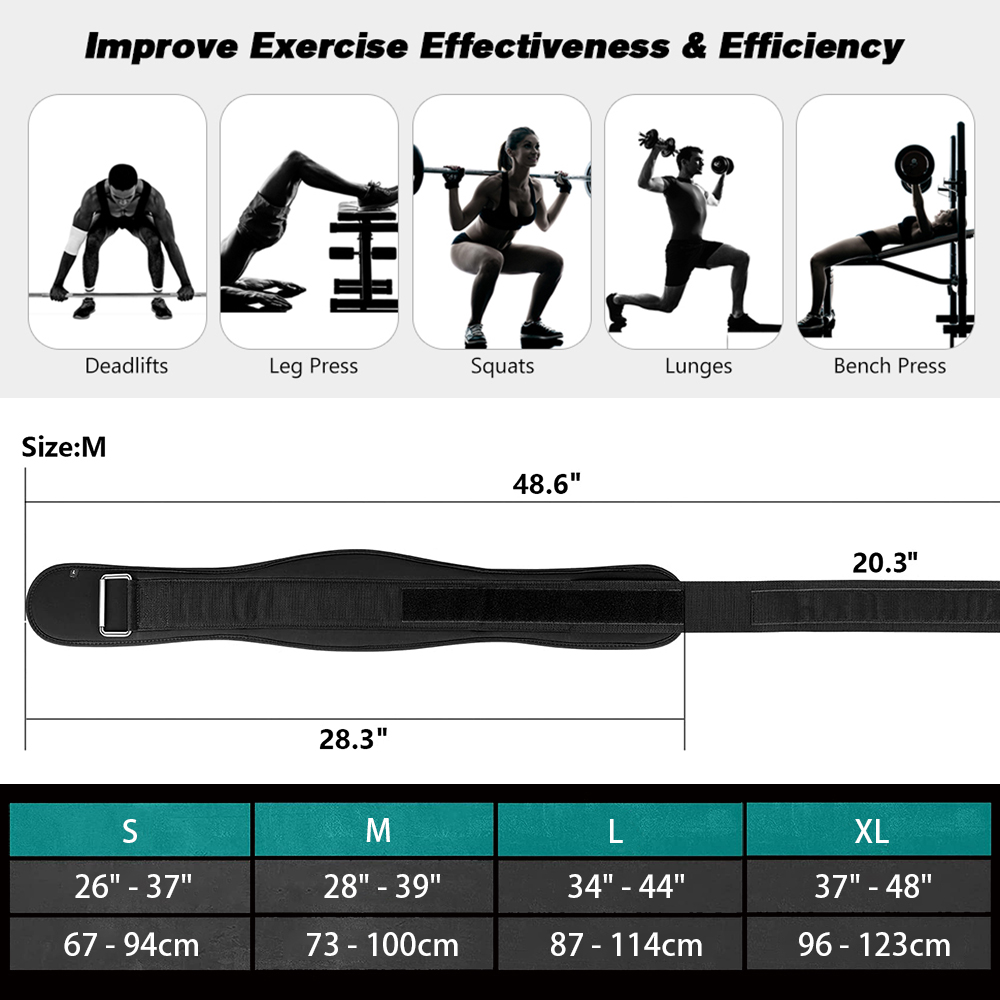 Improve Exercise Effectiveness & Efficiency
Deadlifts Leg Press Squats Lunges Bench Press
Size:M
48.6"
20.3"
28.3"
S M L XL
26" - 37" 28" - 39" 34" - 44" 37" - 48"
67 - 94cm 73 - 100cm 87 - 114cm 96 - 123cm